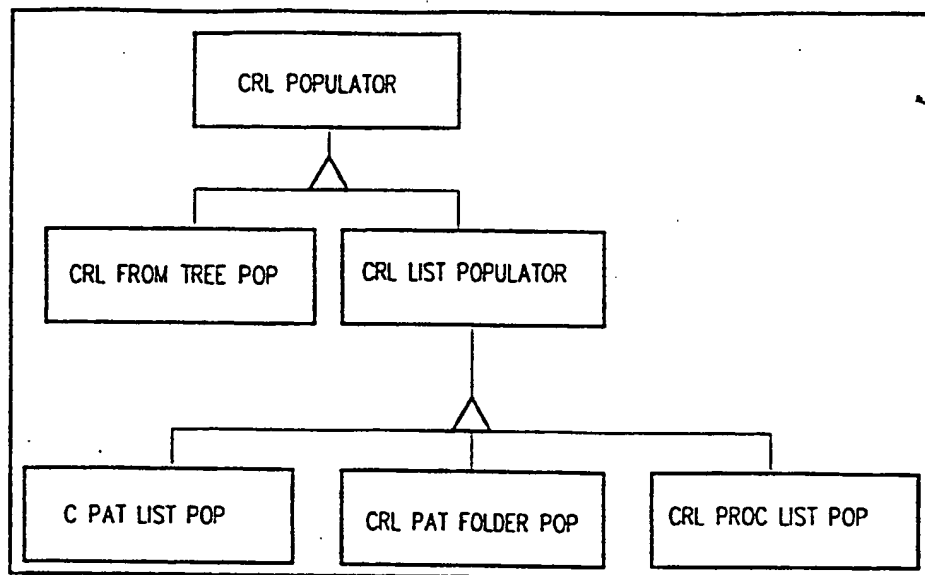 CRL POPULATOR
CRL FROM TREE POP
CRL LIST POPULATOR
C PAT LIST POP
CRL PAT FOLDER POP
CRL PROC LIST POP